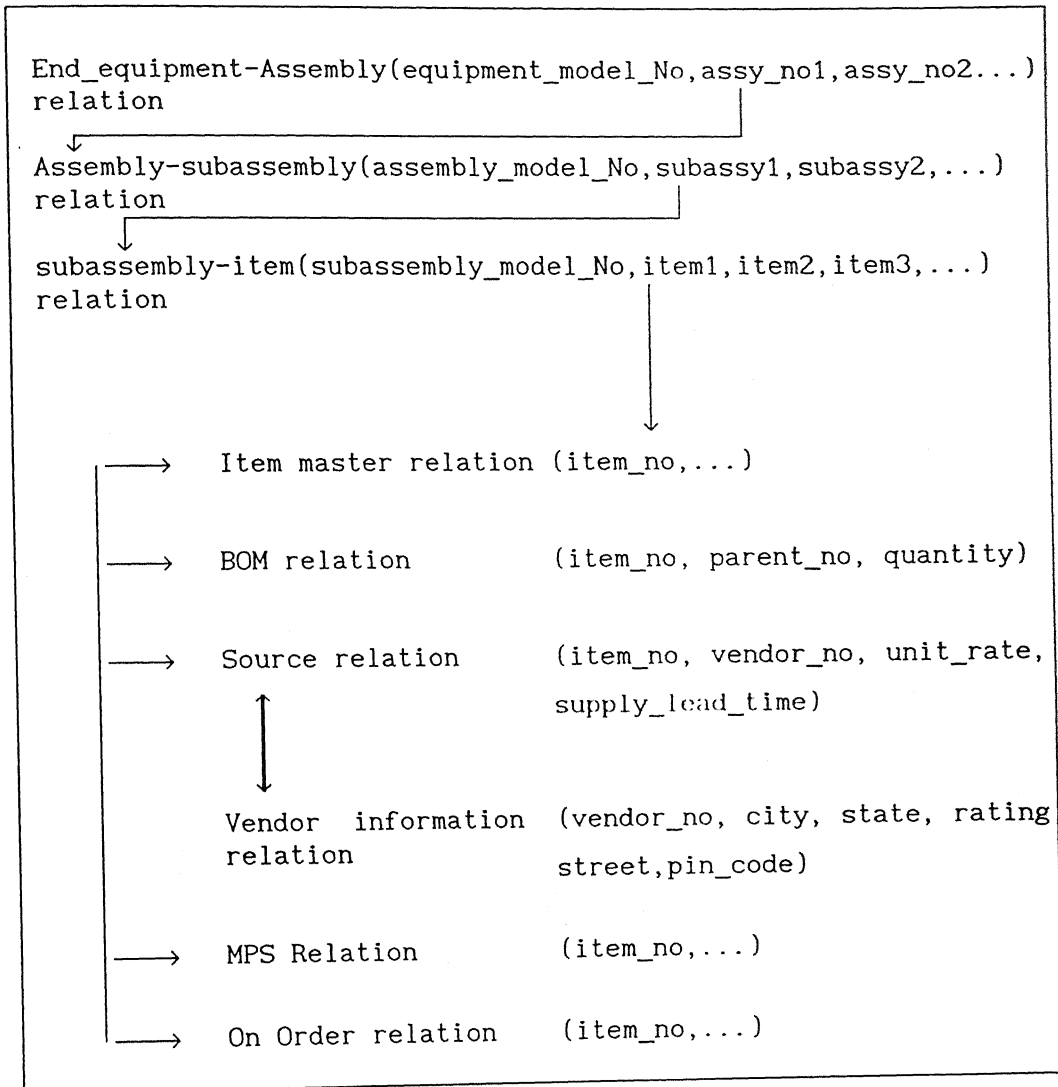 End_equipment-Assembly(equipment_model_No,assy_no1,assy_no2...)
relation
Assembly-subassembly(assembly_model_No,subassy1,subassy2,...)
relation
subassembly-item(subassembly_model_No,item1,item2,item3,...)
relation
Item master relation (item_no,...)
BOM relation (item_no, parent_no, quantity)
Source relation (item_no, vendor_no, unit_rate,
supply_lead_time)
Vendor information (vendor_no, city, state, rating
relation
street,pin_code)
MPS Relation (item_no,...)
On Order relation (item_no,...)